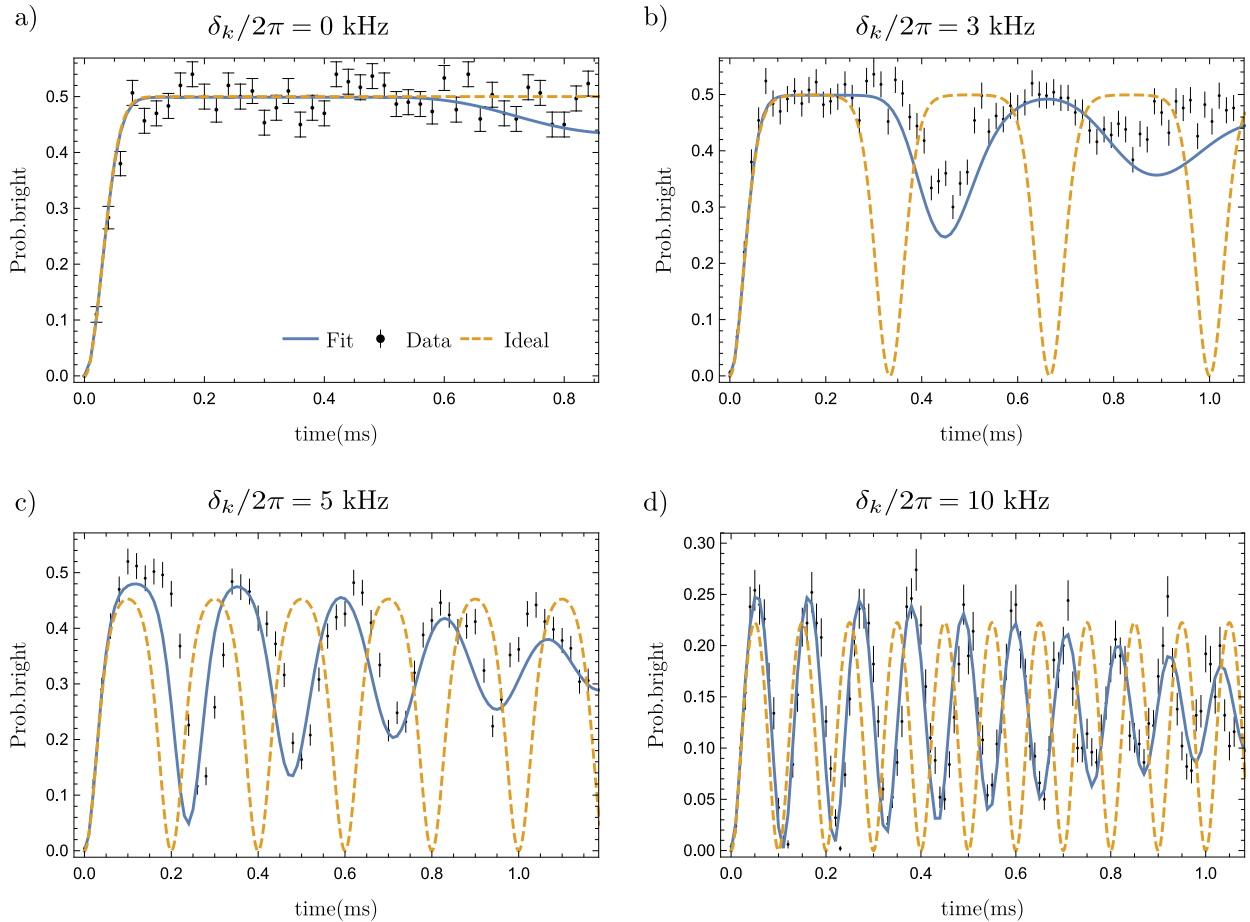 a) δ_k/2π = 0 kHz
Prob.bright
0.5
0.4
0.3
0.2
0.1
0.0
Fit Data Ideal
0.0 0.2 0.4 0.6 0.8
time(ms)
b) δ_k/2π = 3 kHz
Prob.bright
0.5
0.4
0.3
0.2
0.1
0.0
0.0 0.2 0.4 0.6 0.8 1.0
time(ms)
c) δ_k/2π = 5 kHz
Prob.bright
0.5
0.4
0.3
0.2
0.1
0.0
0.0 0.2 0.4 0.6 0.8 1.0
time(ms)
d) δ_k/2π = 10 kHz
Prob.bright
0.30
0.25
0.20
0.15
0.10
0.05
0.00
0.0 0.2 0.4 0.6 0.8 1.0
time(ms)